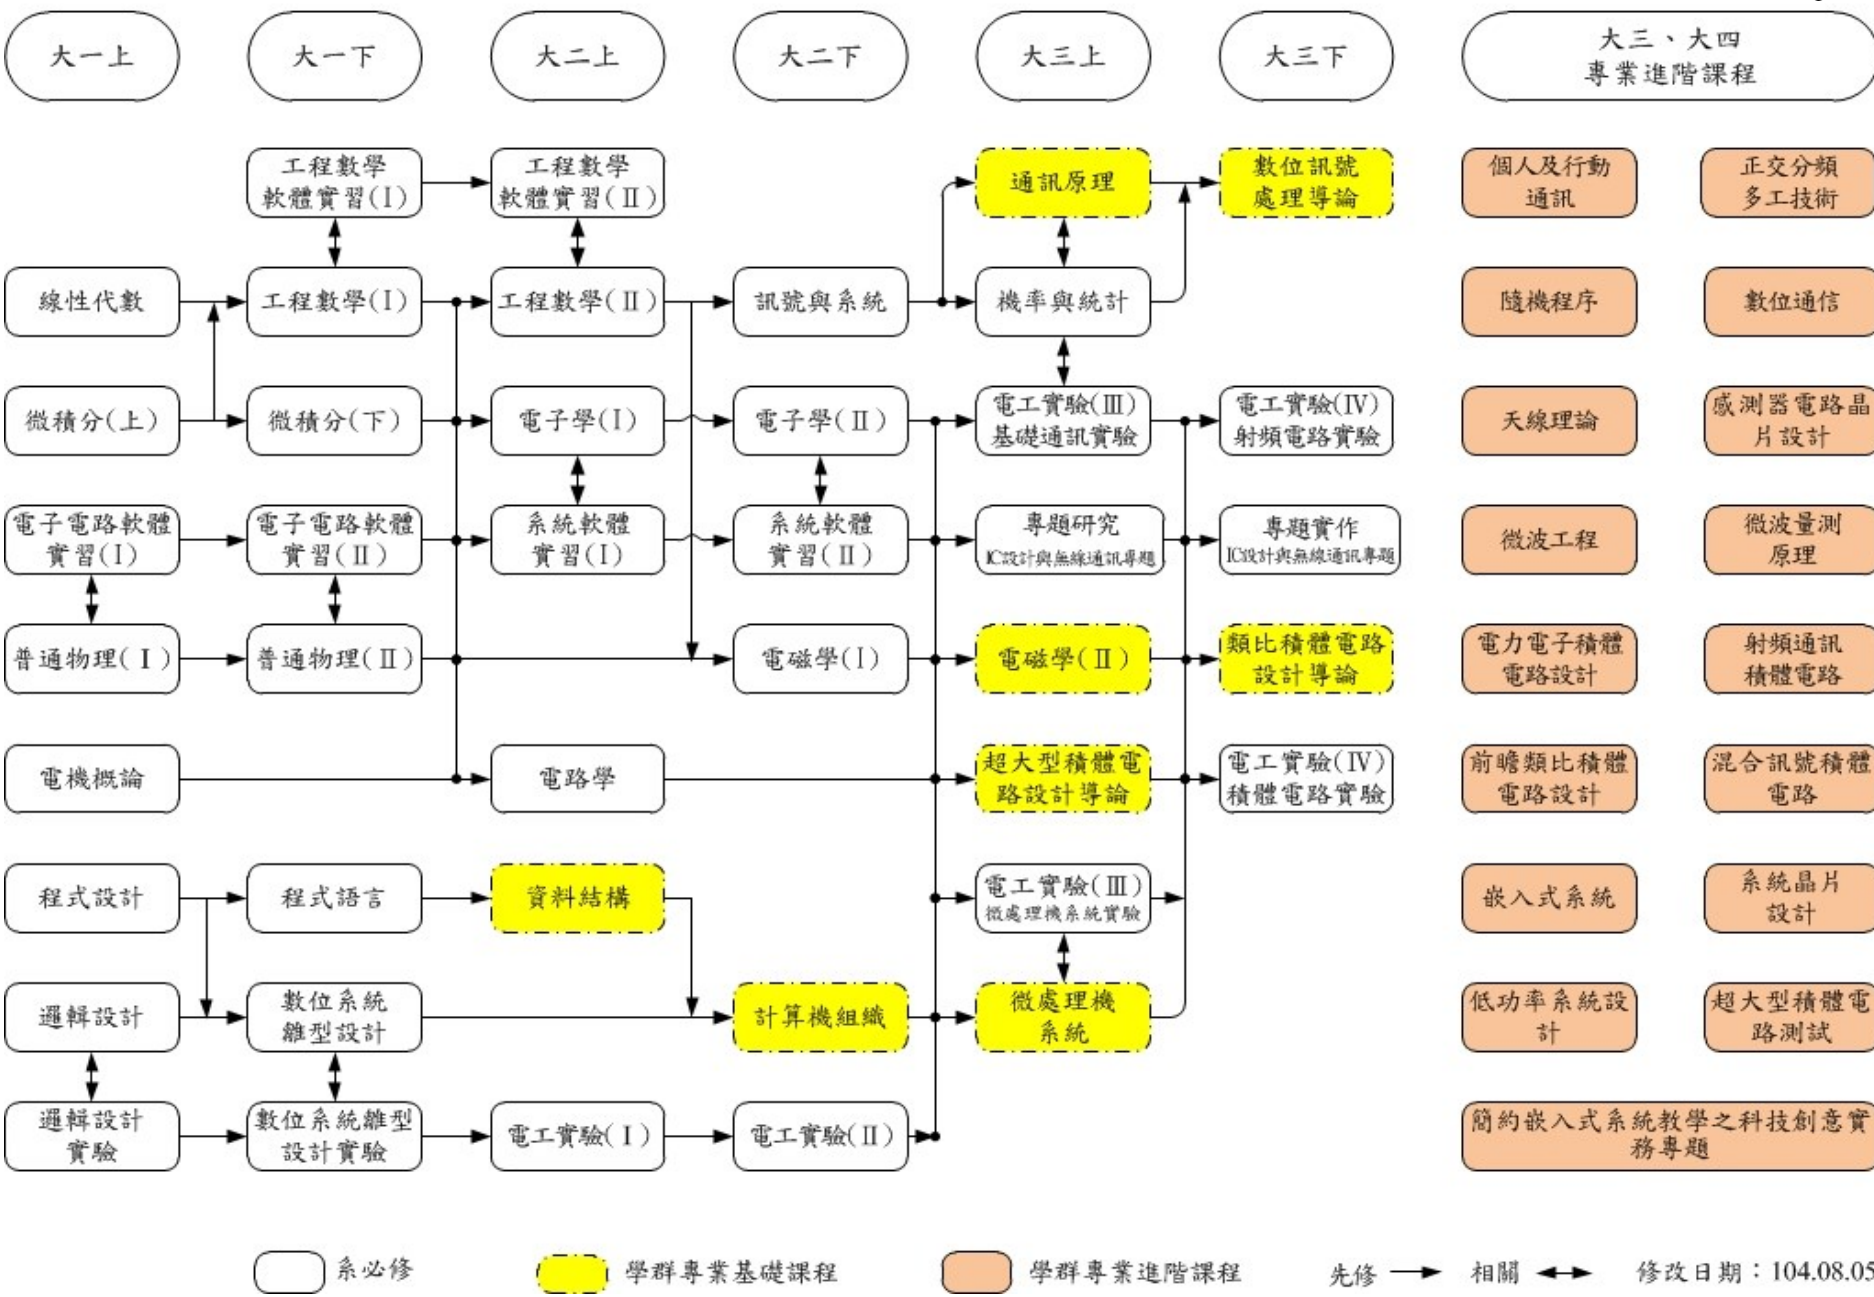 大一上
大一下
大二上
大二下
大三上
大三下
大三、大四
專業進階課程
工程數學
軟體實習(Ⅰ)
工程數學
軟體實習(Ⅱ)
通訊原理
數位訊號
處理導論
個人及行動
通訊
正交分頻
多工技術
線性代數
工程數學(Ⅰ)
工程數學(Ⅱ)
訊號與系統
機率與統計
隨機程序
數位通信
微積分(上)
微積分(下)
電子學(Ⅰ)
電子學(Ⅱ)
電工實驗(Ⅲ)
基礎通訊實驗
電工實驗(Ⅳ)
射頻電路實驗
天線理論
感測器電路晶
片設計
電子電路軟體
實習(Ⅰ)
電子電路軟體
實習(Ⅱ)
系統軟體
實習(Ⅰ)
系統軟體
實習(Ⅱ)
專題研究
IC設計與無線通訊專題
專題實作
IC設計與無線通訊專題
微波工程
微波量測
原理
普通物理(Ⅰ)
普通物理(Ⅱ)
電磁學(Ⅰ)
電磁學(Ⅱ)
類比積體電路
設計導論
電力電子積體
電路設計
射頻通訊
積體電路
電機概論
電路學
超大型積體電
路設計導論
電工實驗(Ⅳ)
積體電路實驗
前瞻類比積體
電路設計
混合訊號積體
電路
程式設計
程式語言
資料結構
電工實驗(Ⅲ)
微處理機系統實驗
嵌入式系統
系統晶片
設計
邏輯設計
數位系統
雛型設計
計算機組織
微處理機
系統
低功率系統設
計
超大型積體電
路測試
邏輯設計
實驗
數位系統雛型
設計實驗
電工實驗(Ⅰ)
電工實驗(Ⅱ)
簡約嵌入式系統教學之科技創意實
務專題
系必修
學群專業基礎課程
學群專業進階課程
先修
相關
修改日期：104.08.05